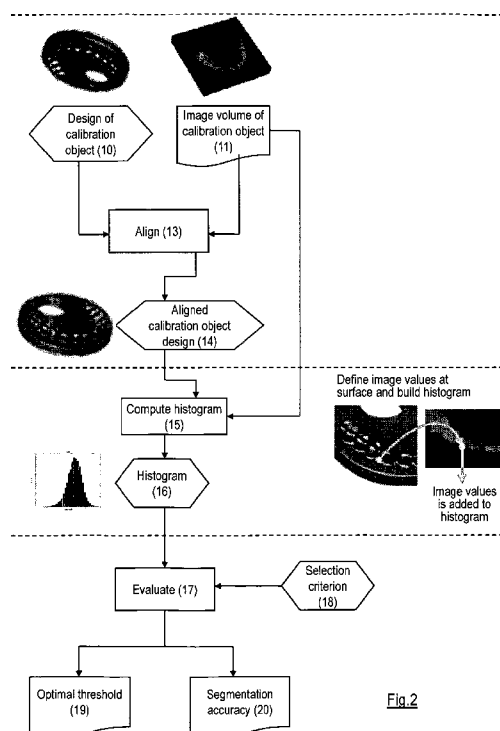 Design of
calibration
object (10)
Image volume of
calibration object
(11)
Align (13)
Aligned
calibration object
design (14)
Define image values at
surface and build histogram
Compute histogram
(15)
Histogram
(16)
Image values
is added to
histogram
Evaluate (17)
Selection
criterion
(18)
Optimal threshold
(19)
Segmentation
accuracy (20)
Fig.2